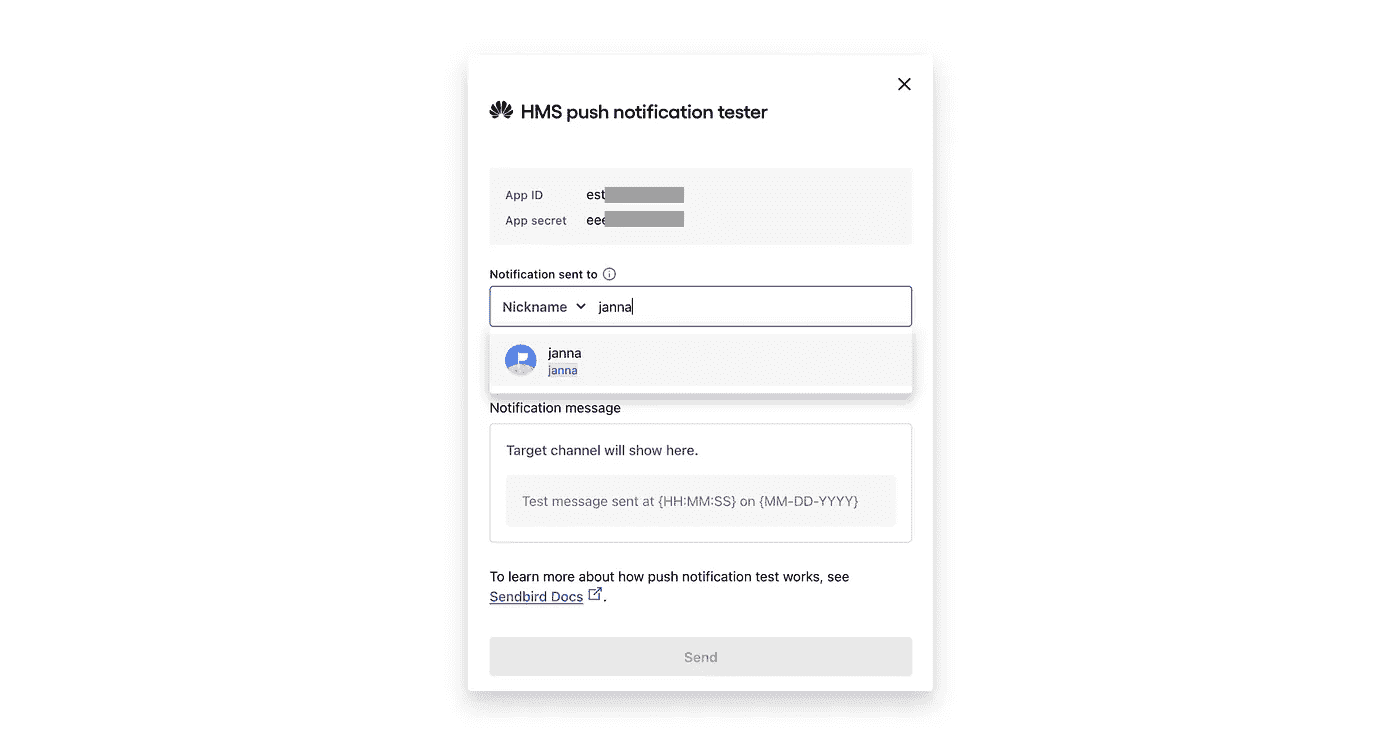 HMS push notification tester
App ID est
App secret eee
Notification sent to
Nickname janna
janna
janna
Notification message
Target channel will show here.
Test message sent at {HH:MM:SS} on {MM-DD-YYYY}
To learn more about how push notification test works, see
Sendbird Docs .
Send